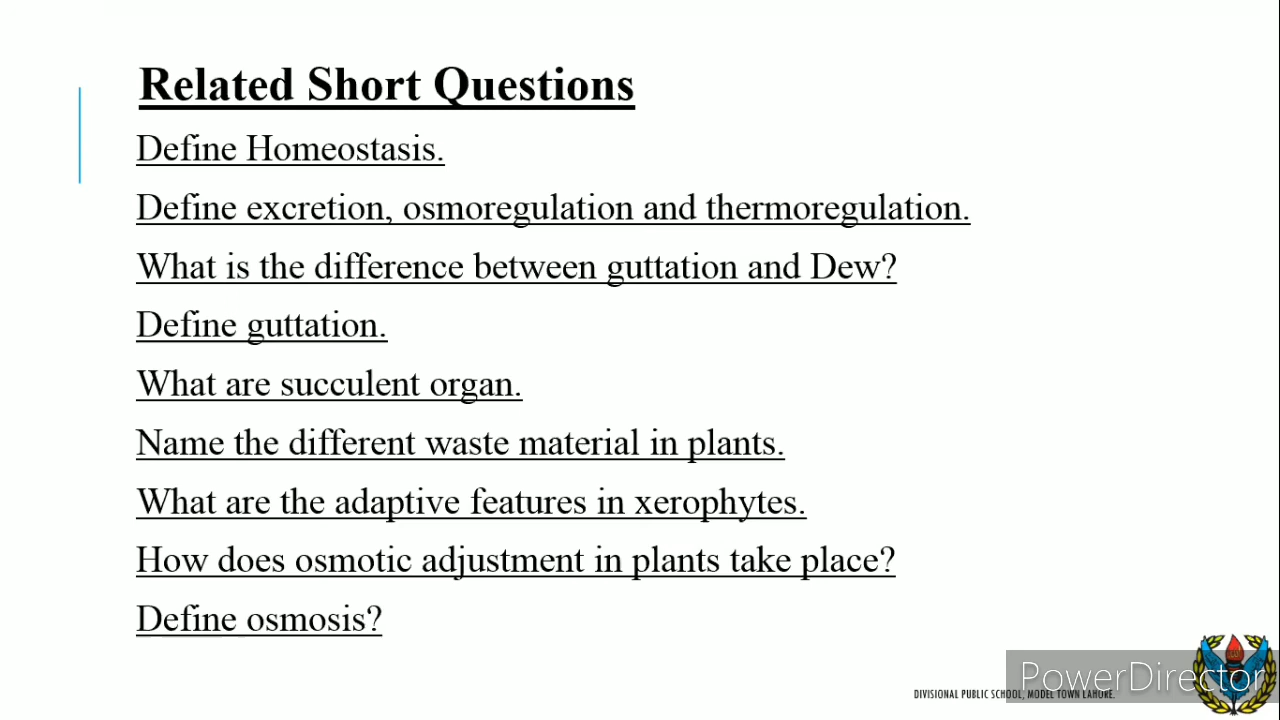 Related Short Questions
Define Homeostasis.
Define excretion, osmoregulation and thermoregulation.
What is the difference between guttation and Dew?
Define guttation.
What are succulent organ.
Name the different waste material in plants.
What are the adaptive features in xerophytes.
How does osmotic adjustment in plants take place?
Define osmosis?
PowerDirector
DIVISIONAL PUBLIC SCHOOL, MODEL TOWN LAHORE.